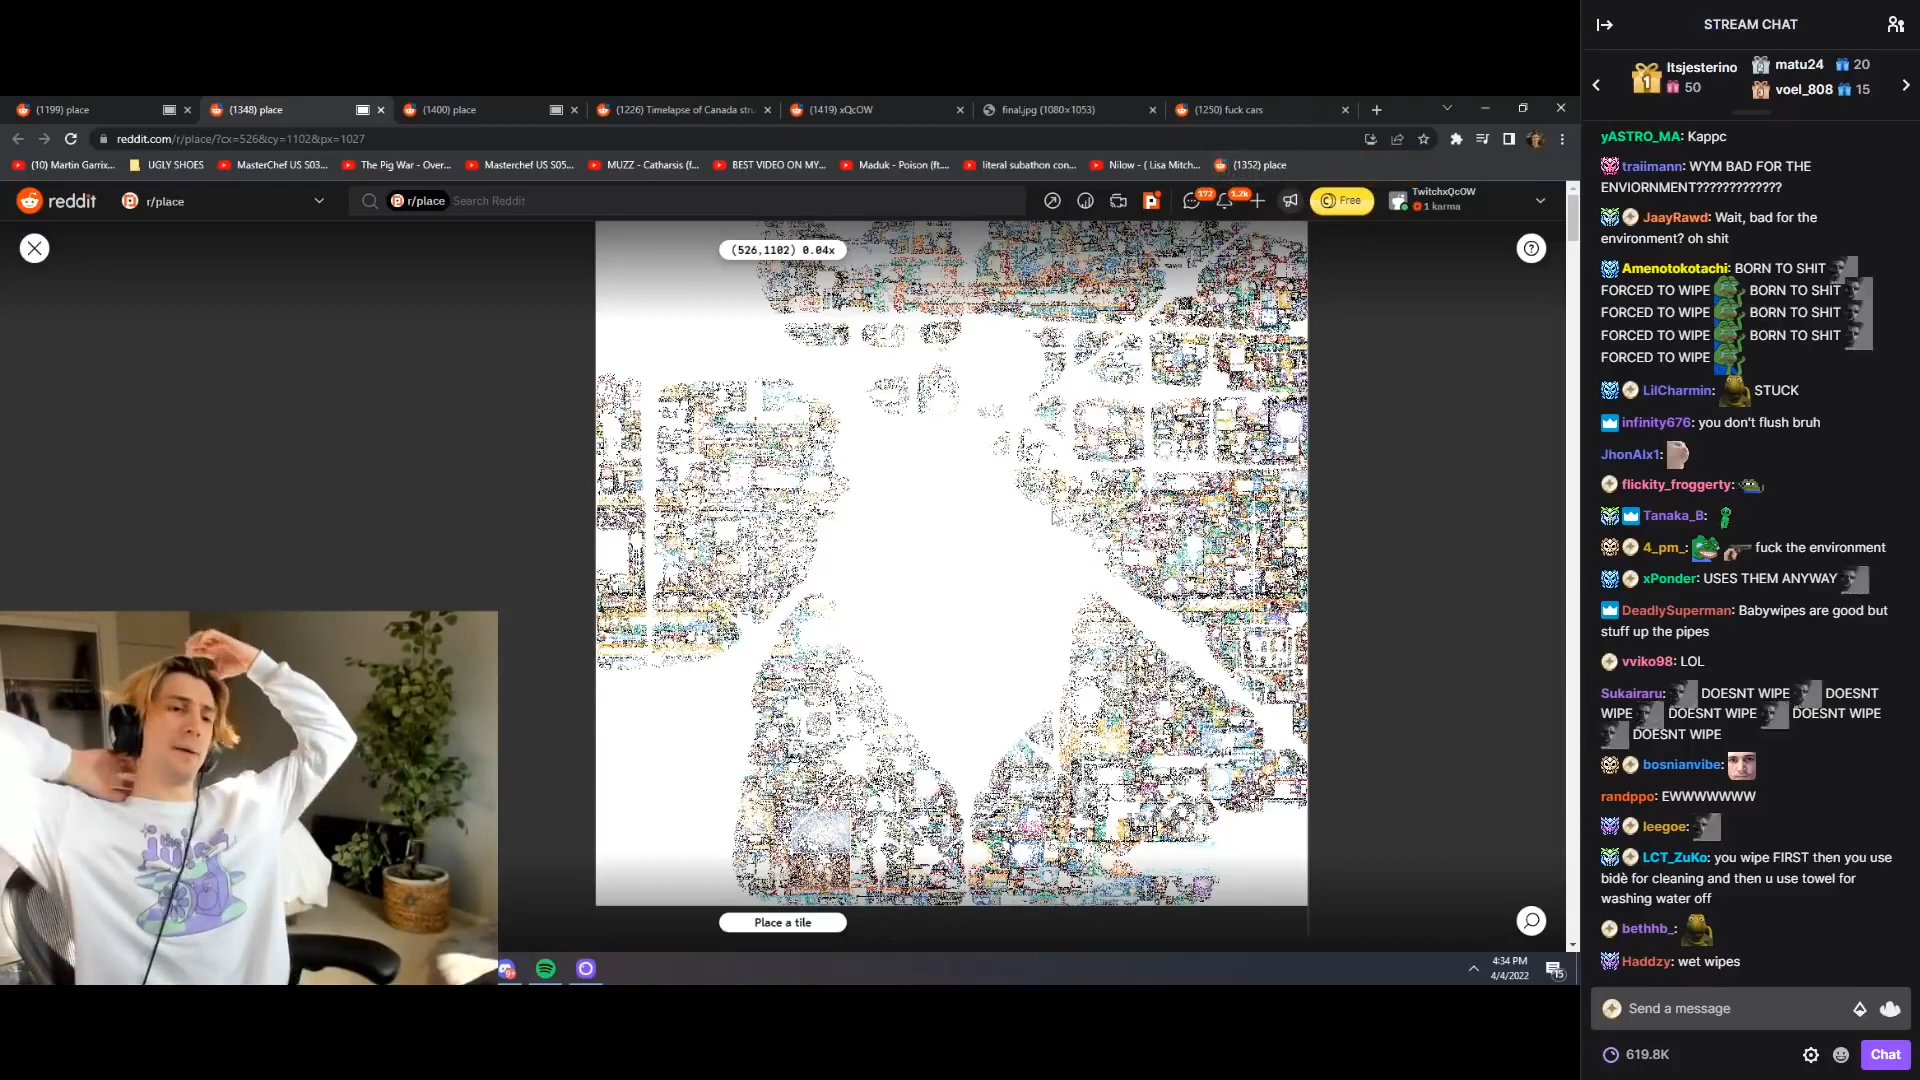 (1199) place
(1348) place
(1400) place
(1226) Timelapse of Canada stru
(1419) xQcOW
final.jpg (1080×1053)
(1250) fuck cars
reddit.com/r/place/?cx=526&cy=1102&px=1027
(10) Martin Garrix...
UGLY SHOES
MasterChef US S03...
The Pig War - Over...
Masterchef US S05...
MUZZ - Catharsis (f...
BEST VIDEO ON MY...
Maduk - Poison (ft....
literal subathon con...
Nilow - ( Lisa Mitch...
(1352) place
reddit
r/place
r/place
Search Reddit
172
1.2k
Free
TwitchxQcOW
1 karma
(526,1102) 0.04x
Place a tile
4:34 PM
4/4/2022
15
STREAM CHAT
1
Itsjesterino
50
matu24
20
voel_808
15
yASTRO_MA: Kappc
traiimann: WYM BAD FOR THE
ENVIORNMENT?????????????
JaayRawd: Wait, bad for the
environment? oh shit
Amenotokotachi: BORN TO SHIT
FORCED TO WIPE BORN TO SHIT
FORCED TO WIPE BORN TO SHIT
FORCED TO WIPE BORN TO SHIT
FORCED TO WIPE
LilCharmin: STUCK
infinity676: you don't flush bruh
JhonAlx1:
flickity_froggerty:
Tanaka_B:
4_pm_: fuck the environment
xPonder: USES THEM ANYWAY
DeadlySuperman: Babywipes are good but
stuff up the pipes
vviko98: LOL
Sukairaru: DOESNT WIPE DOESNT
WIPE DOESNT WIPE DOESNT WIPE
DOESNT WIPE
bosnianvibe:
randppo: EWWWWWWW
leegoe:
LCT_ZuKo: you wipe FIRST then you use
bidè for cleaning and then u use towel for
washing water off
bethhb_:
Haddzy: wet wipes
Send a message
619.8K
Chat